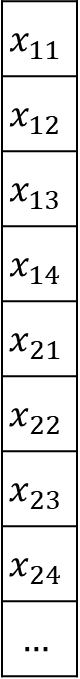 x₁₁
x₁₂
x₁₃
x₁₄
x₂₁
x₂₂
x₂₃
x₂₄
...